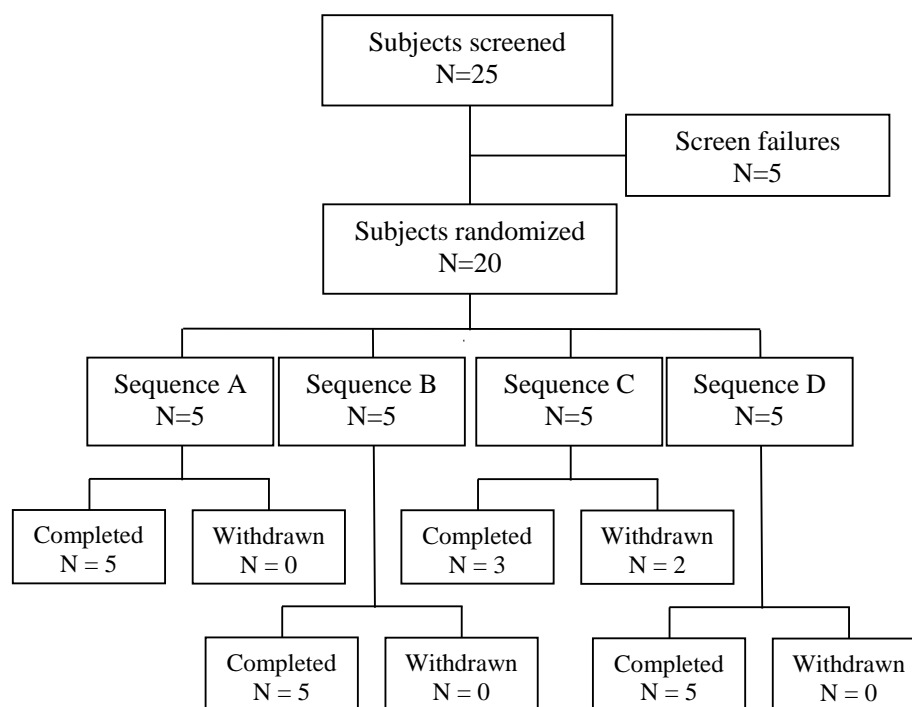 Subjects screened
N=25
Screen failures
N=5
Subjects randomized
N=20
Sequence A
N=5
Sequence B
N=5
Sequence C
N=5
Sequence D
N=5
Completed
N = 5
Withdrawn
N = 0
Completed
N = 3
Withdrawn
N = 2
Completed
N = 5
Withdrawn
N = 0
Completed
N = 5
Withdrawn
N = 0